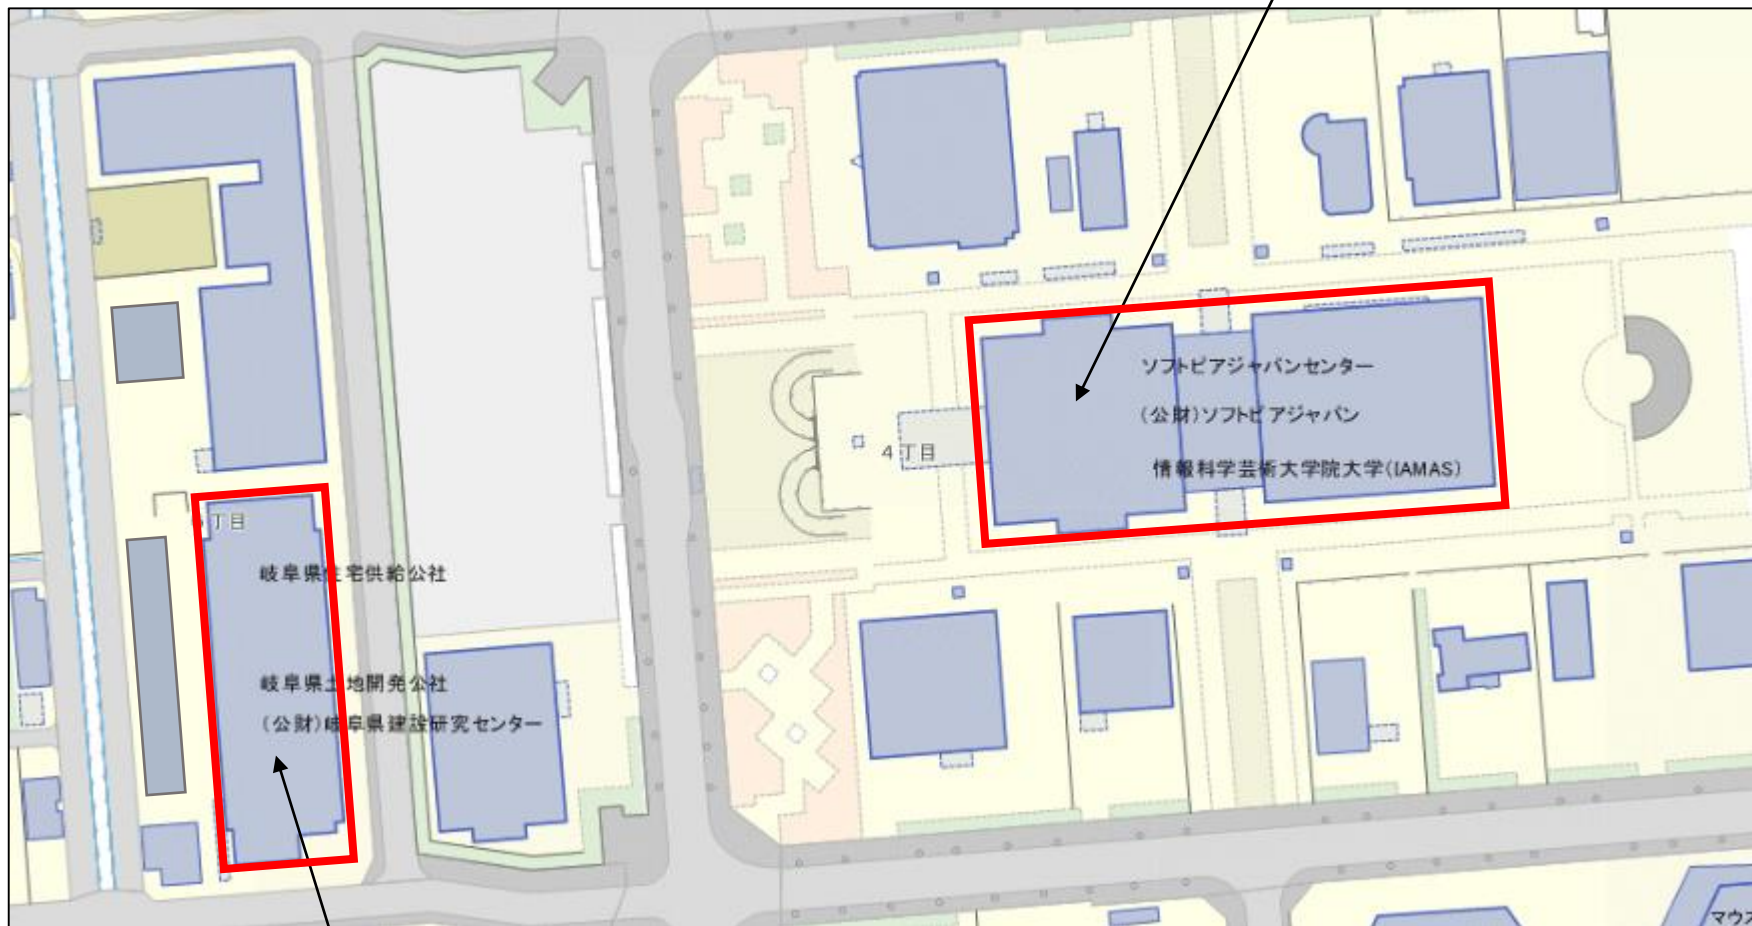 ソフトピアジャパンセンター
(公財)ソフトピアジャパン
4丁目
情報科学芸術大学院大学(IAMAS)
丁目
岐阜県住宅供給公社
岐阜県土地開発公社
(公財)岐阜県建設研究センター
マウス